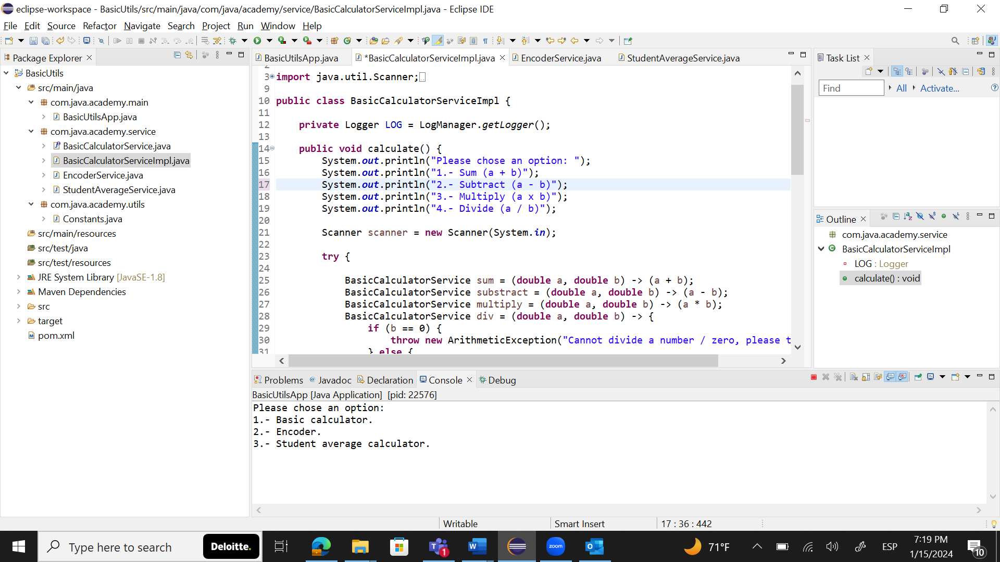 eclipse-workspace - BasicUtils/src/main/java/com/java/academy/service/BasicCalculatorServiceImpl.java - Eclipse IDE
File Edit Source Refactor Navigate Search Project Run Window Help
Package Explorer
BasicUtils
src/main/java
com.java.academy.main
BasicUtilsApp.java
com.java.academy.service
BasicCalculatorService.java
BasicCalculatorServiceImpl.java
EncoderService.java
StudentAverageService.java
com.java.academy.utils
Constants.java
src/main/resources
src/test/java
src/test/resources
JRE System Library [JavaSE-1.8]
Maven Dependencies
src
target
pom.xml
BasicUtilsApp.java *BasicCalculatorServiceImpl.java EncoderService.java StudentAverageService.java
2
3 import java.util.Scanner;
9
10 public class BasicCalculatorServiceImpl {
11
12 private Logger LOG = LogManager.getLogger();
13
14 public void calculate() {
15 System.out.println("Please chose an option: ");
16 System.out.println("1.- Sum (a + b)");
17 System.out.println("2.- Subtract (a - b)");
18 System.out.println("3.- Multiply (a x b)");
19 System.out.println("4.- Divide (a / b)");
20
21 Scanner scanner = new Scanner(System.in);
22
23 try {
24
25 BasicCalculatorService sum = (double a, double b) -> (a + b);
26 BasicCalculatorService substract = (double a, double b) -> (a - b);
27 BasicCalculatorService multiply = (double a, double b) -> (a * b);
28 BasicCalculatorService div = (double a, double b) -> {
29 if (b == 0) {
30 throw new ArithmeticException("Cannot divide a number / zero, please t
31 } else {
Task List
Find All Activate...
Outline
com.java.academy.service
BasicCalculatorServiceImpl
LOG : Logger
calculate() : void
Problems Javadoc Declaration Console Debug
BasicUtilsApp [Java Application] [pid: 22576]
Please chose an option:
1.- Basic calculator.
2.- Encoder.
3.- Student average calculator.
Writable Smart Insert 17 : 36 : 442
Type here to search
Deloitte.
1
zoom
71°F
ESP
7:19 PM
1/15/2024
10